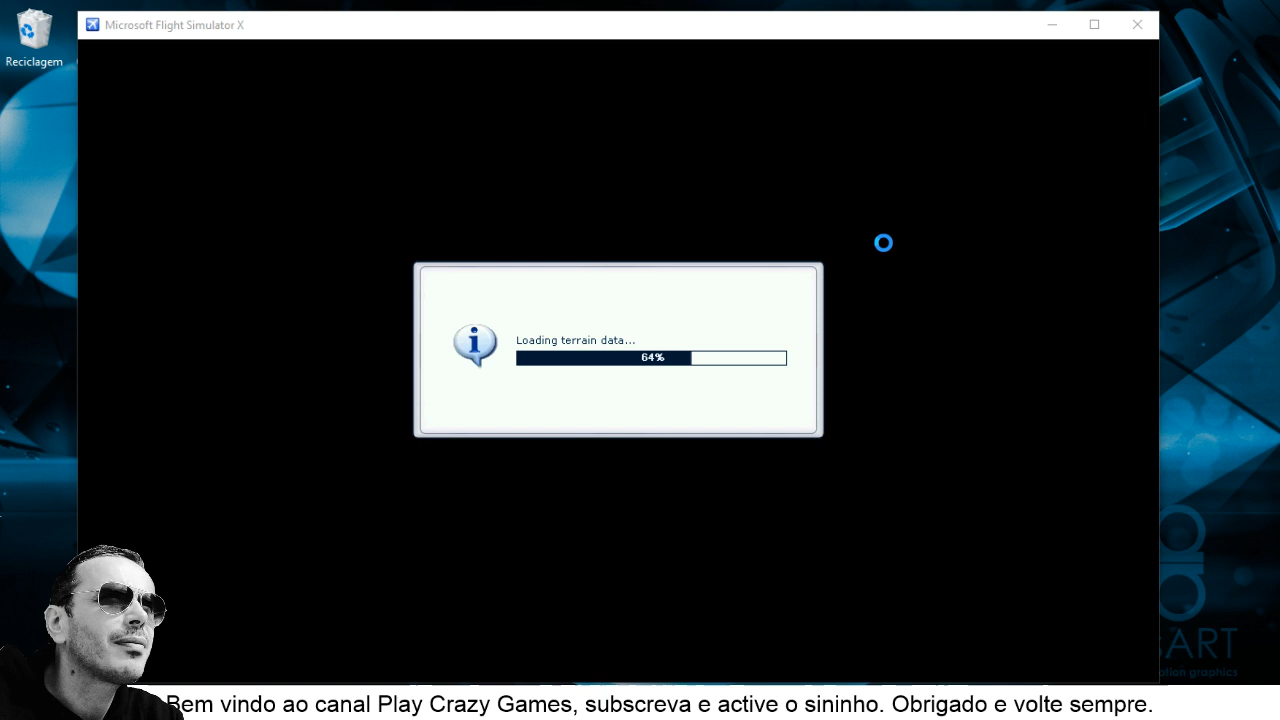 Microsoft Flight Simulator X
Reciclagem
Loading terrain data...
64%
Bem vindo ao canal Play Crazy Games, subscreva e active o sininho. Obrigado e volte sempre.